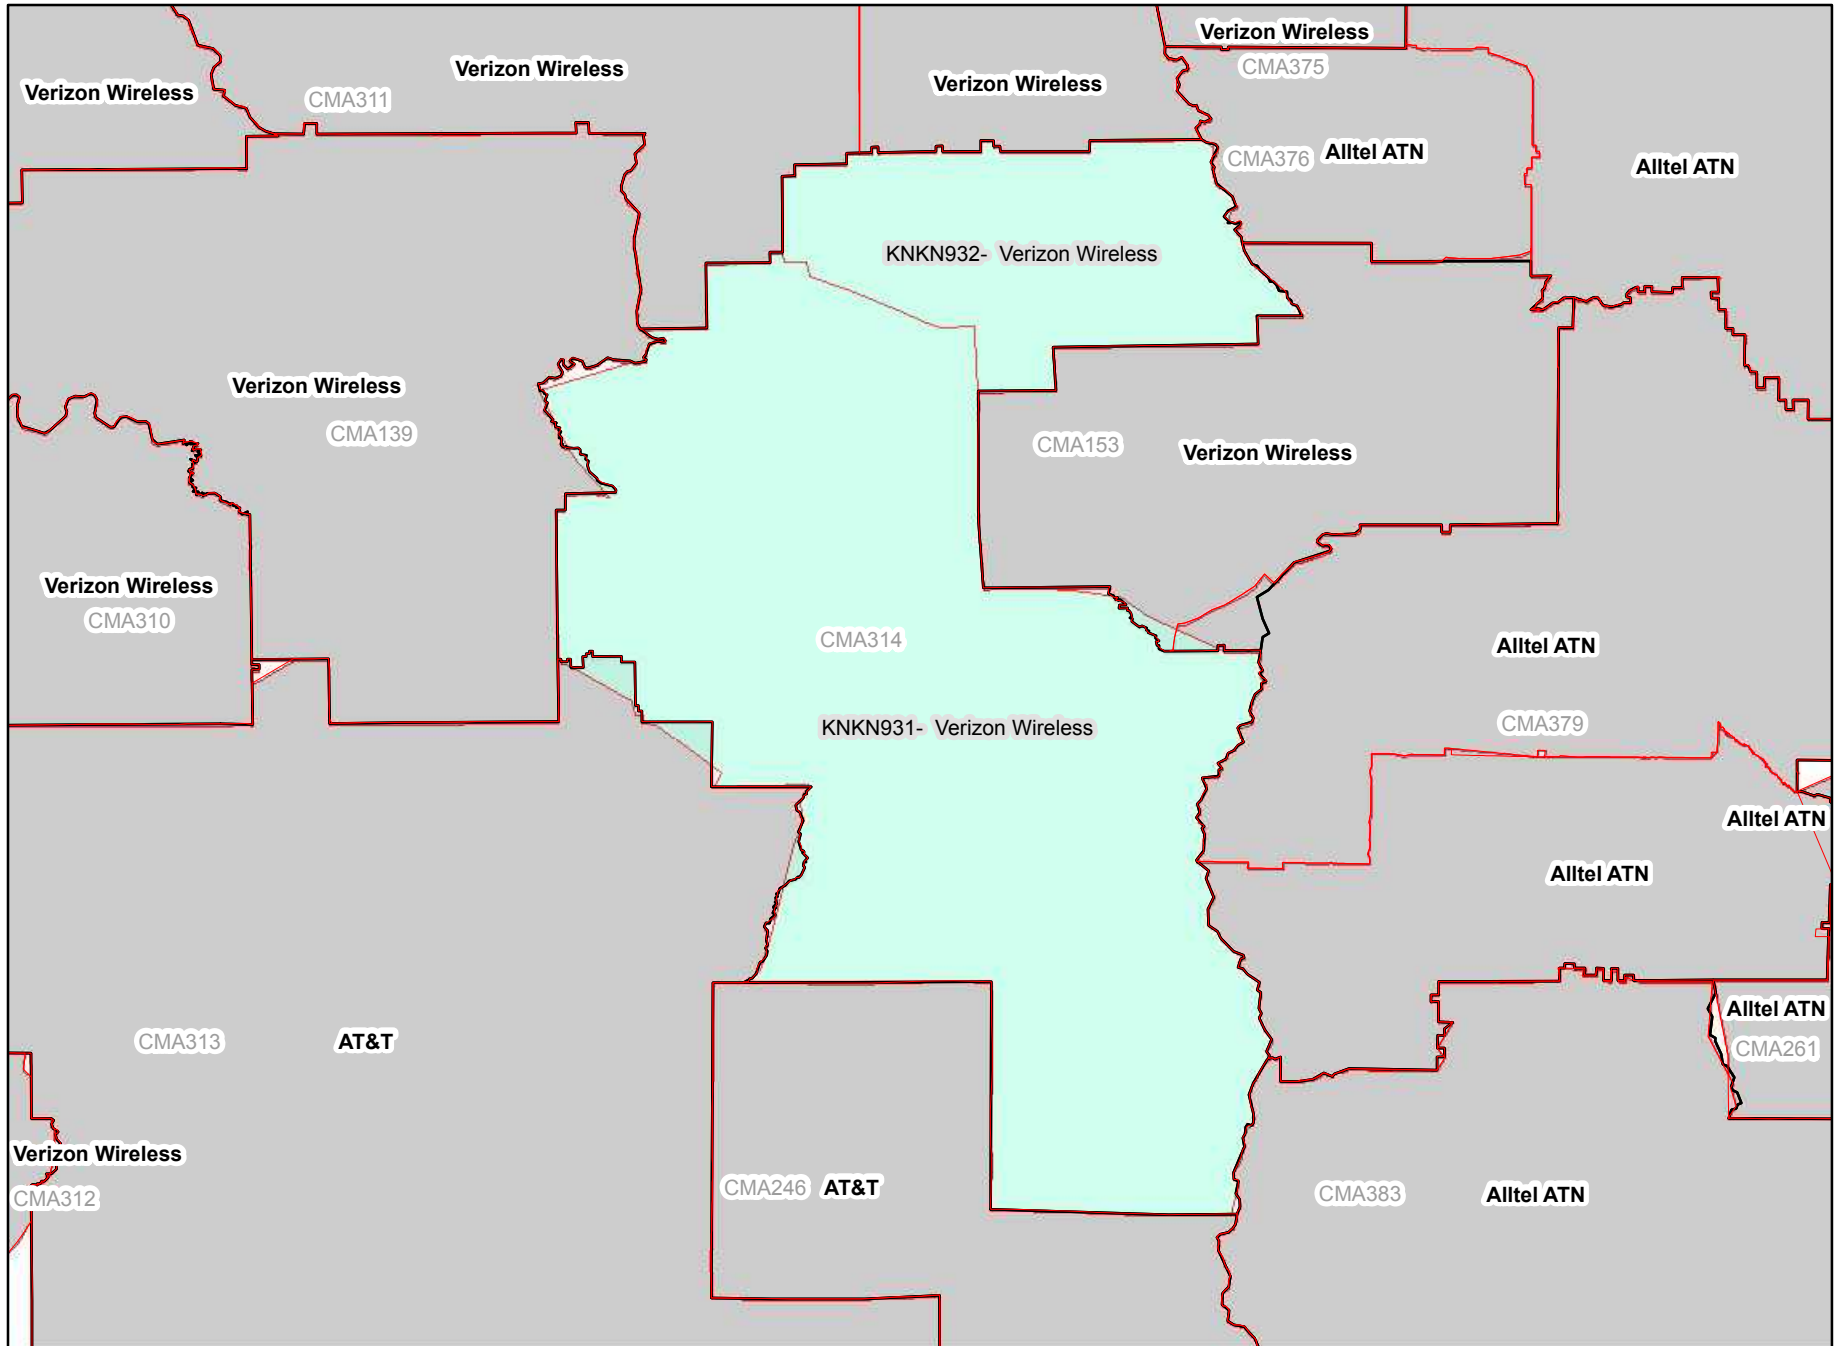 Verizon Wireless
Verizon Wireless
CMA375
Verizon Wireless
Verizon Wireless
Verizon Wireless
CMA311
CMA376 Alltel ATN
Alltel ATN
KNKN932- Verizon Wireless
Verizon Wireless
CMA139
CMA153
Verizon Wireless
Verizon Wireless
CMA310
CMA314
Alltel ATN
KNKN931- Verizon Wireless
CMA379
Alltel ATN
Alltel ATN
Alltel ATN
CMA261
CMA313
AT&T
Verizon Wireless
CMA312
CMA246 AT&T
CMA383
Alltel ATN